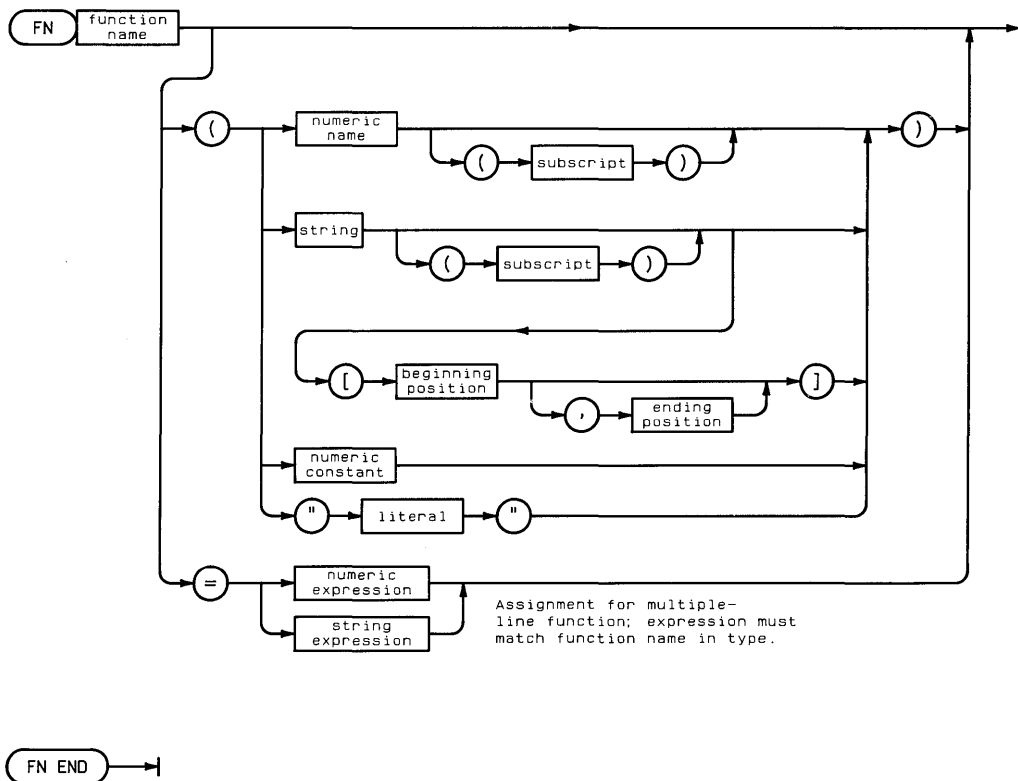 FN function
name
( numeric
name
( subscript )
)
string
( subscript )
[ beginning
position
, ending
position
]
numeric
constant
" literal "
= numeric
expression
string
expression
Assignment for multiple-
line function; expression must
match function name in type.
FN END